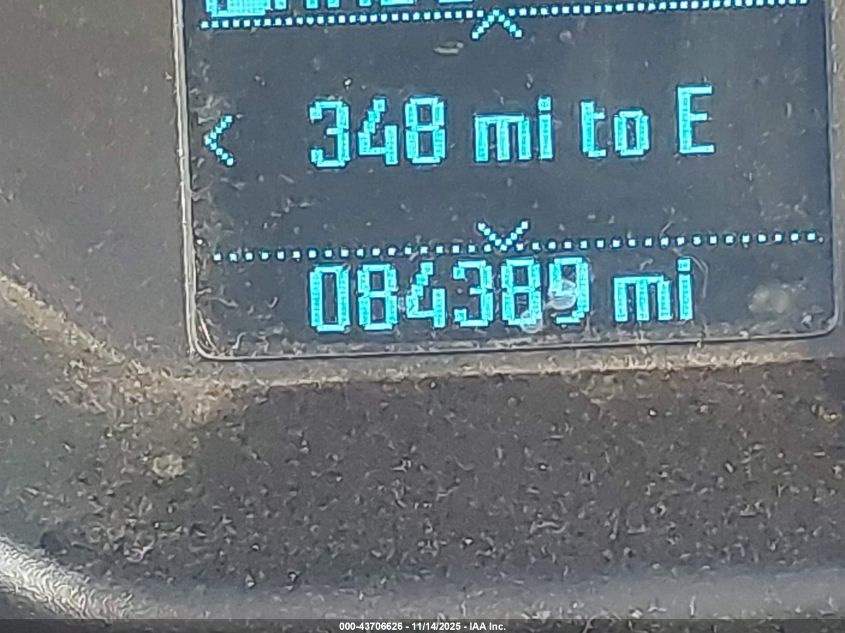 348 mi to E
084389 mi
000-43706626 - 11/14/2025 - IAA Inc.